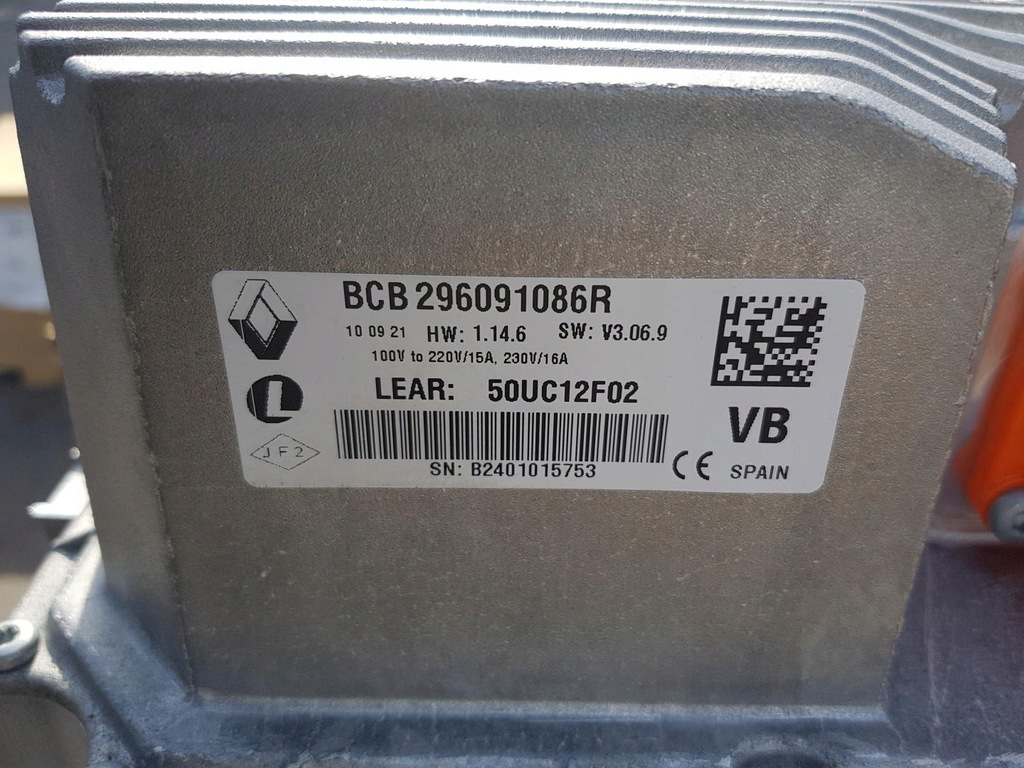 BCB 296091086R
10 09 21 HW: 1.14.6 SW: V3.06.9
100V to 220V/15A, 230V/16A
LEAR: 50UC12F02
L
JF2
VB
SN: B2401015753
CE
SPAIN